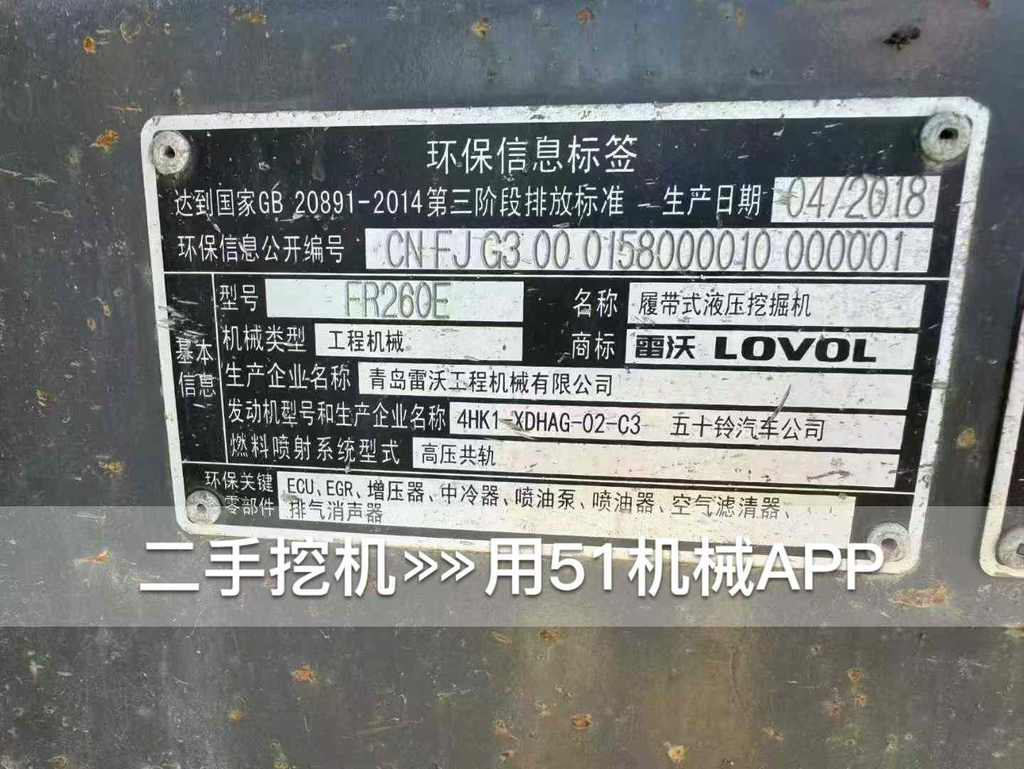 环保信息标签
达到国家GB 20891-2014第三阶段排放标准 生产日期 04/2018
环保信息公开编号 CN FJ G3 00 0158000010 000001
基本信息
型号 FR260E 名称 履带式液压挖掘机
机械类型 工程机械 商标 雷沃 LOVOL
生产企业名称 青岛雷沃工程机械有限公司
发动机型号和生产企业名称 4HK1-XDHAG-02-C3 五十铃汽车公司
燃料喷射系统型式 高压共轨
环保关键零部件 ECU、EGR、增压器、中冷器、喷油泵、喷油器、空气滤清器、
排气消声器
二手挖机»»用51机械APP